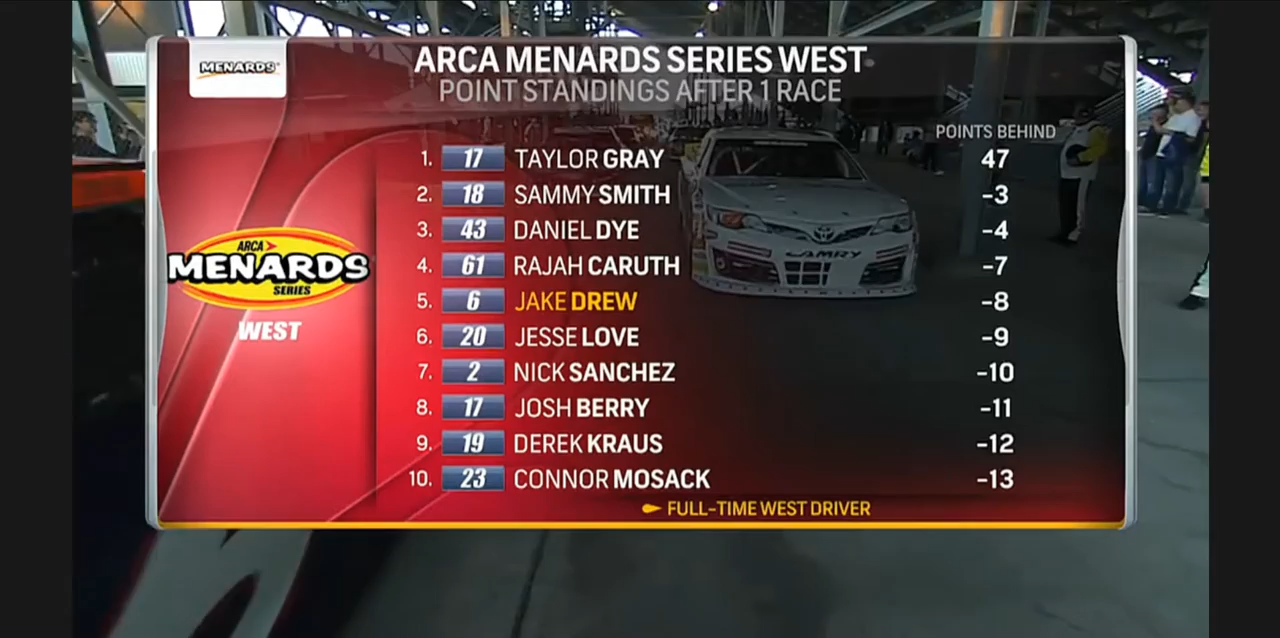 MENARDS
ARCA MENARDS SERIES WEST
POINT STANDINGS AFTER 1 RACE
POINTS BEHIND
1. 17 TAYLOR GRAY 47
2. 18 SAMMY SMITH -3
3. 43 DANIEL DYE -4
4. 61 RAJAH CARUTH -7
5. 6 JAKE DREW -8
6. 20 JESSE LOVE -9
7. 2 NICK SANCHEZ -10
8. 17 JOSH BERRY -11
9. 19 DEREK KRAUS -12
10. 23 CONNOR MOSACK -13
FULL-TIME WEST DRIVER
ARCA
MENARDS
SERIES
WEST
CAMRY